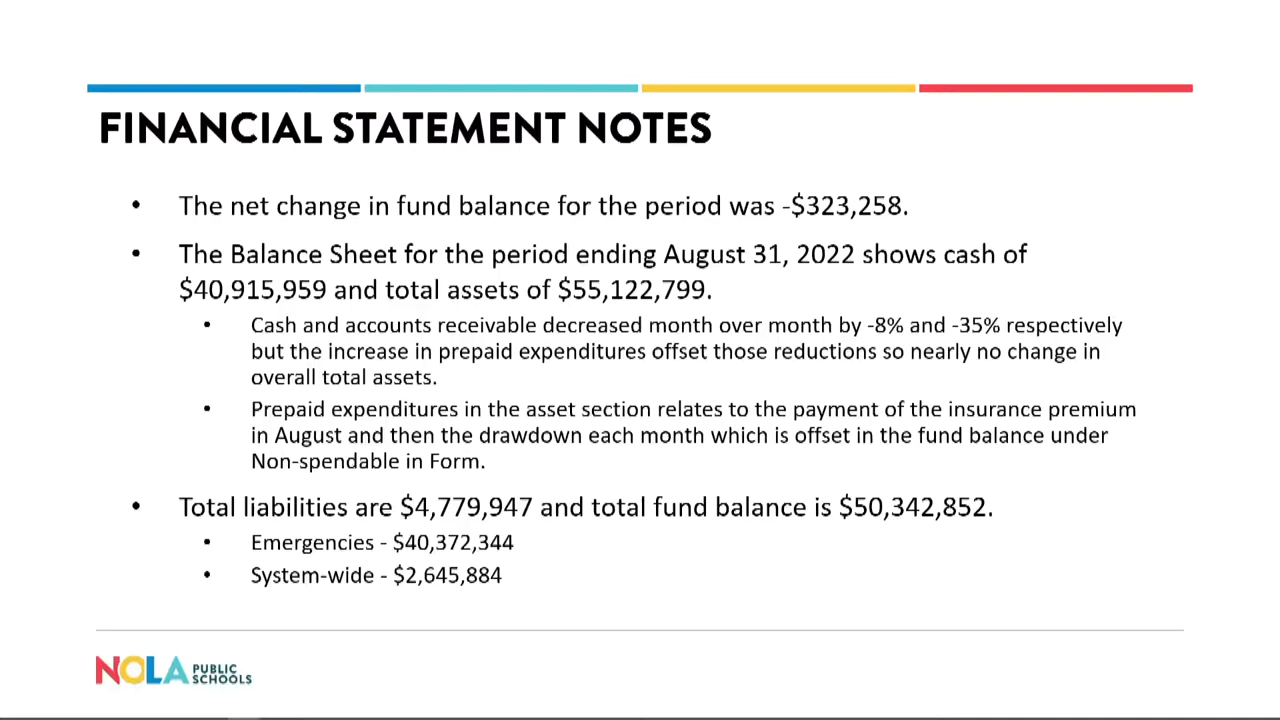 FINANCIAL STATEMENT NOTES
• The net change in fund balance for the period was -$323,258.
• The Balance Sheet for the period ending August 31, 2022 shows cash of
$40,915,959 and total assets of $55,122,799.
• Cash and accounts receivable decreased month over month by -8% and -35% respectively
but the increase in prepaid expenditures offset those reductions so nearly no change in
overall total assets.
• Prepaid expenditures in the asset section relates to the payment of the insurance premium
in August and then the drawdown each month which is offset in the fund balance under
Non-spendable in Form.
• Total liabilities are $4,779,947 and total fund balance is $50,342,852.
• Emergencies - $40,372,344
• System-wide - $2,645,884
NOLA PUBLIC
SCHOOLS